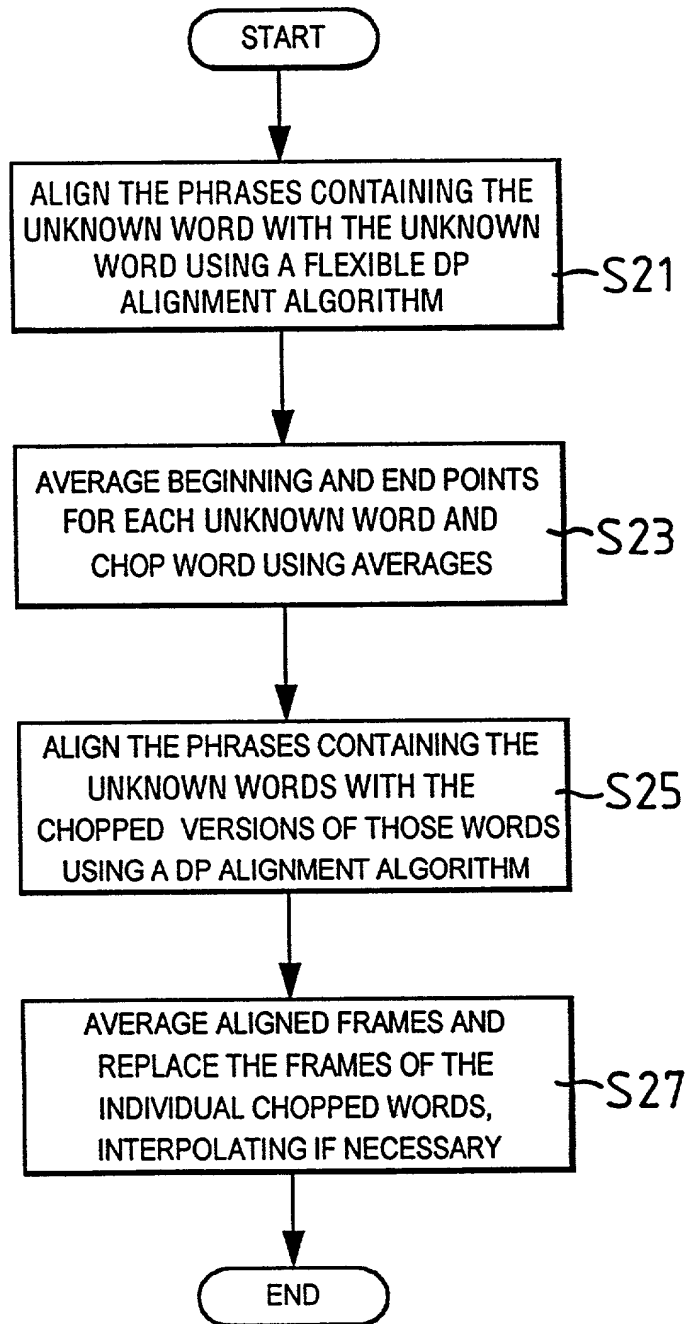 START
ALIGN THE PHRASES CONTAINING THE
UNKNOWN WORD WITH THE UNKNOWN
WORD USING A FLEXIBLE DP
ALIGNMENT ALGORITHM
S21
AVERAGE BEGINNING AND END POINTS
FOR EACH UNKNOWN WORD AND
CHOP WORD USING AVERAGES
S23
ALIGN THE PHRASES CONTAINING THE
UNKNOWN WORDS WITH THE
CHOPPED VERSIONS OF THOSE WORDS
USING A DP ALIGNMENT ALGORITHM
S25
AVERAGE ALIGNED FRAMES AND
REPLACE THE FRAMES OF THE
INDIVIDUAL CHOPPED WORDS,
INTERPOLATING IF NECESSARY
S27
END